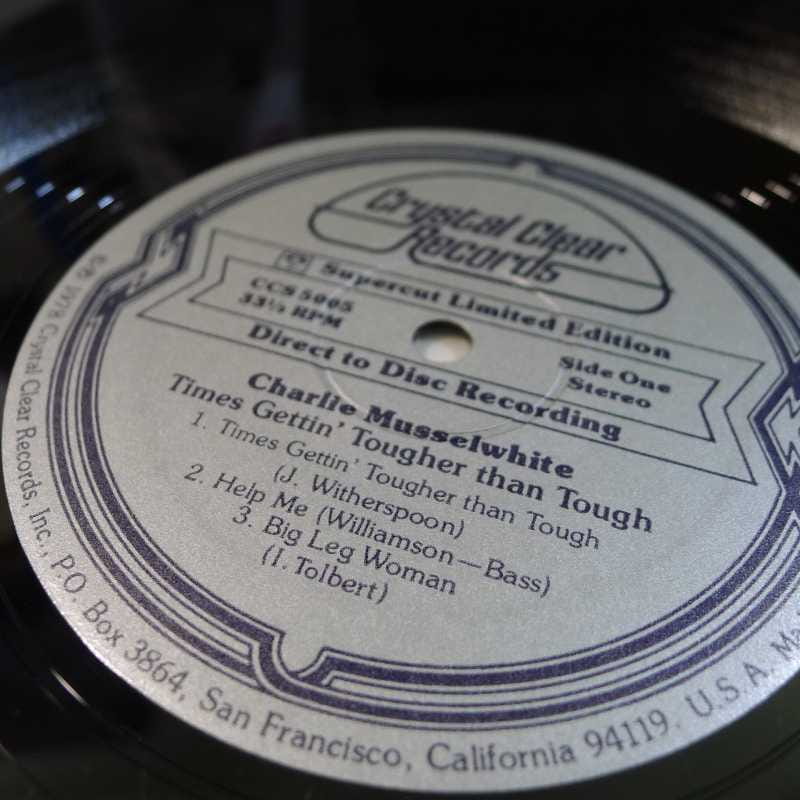 Crystal Clear
Records
Supercut Limited Edition
CCS 5005
33⅓ RPM
Side One
Stereo
Direct to Disc Recording
Charlie Musselwhite
Times Gettin' Tougher than Tough
1. Times Gettin' Tougher than Tough
(J. Witherspoon)
2. Help Me (Williamson—Bass)
3. Big Leg Woman
(I. Tolbert)
1978 Crystal Clear Records, Inc., P.O. Box 3864, San Francisco, California 94119. U.S.A.